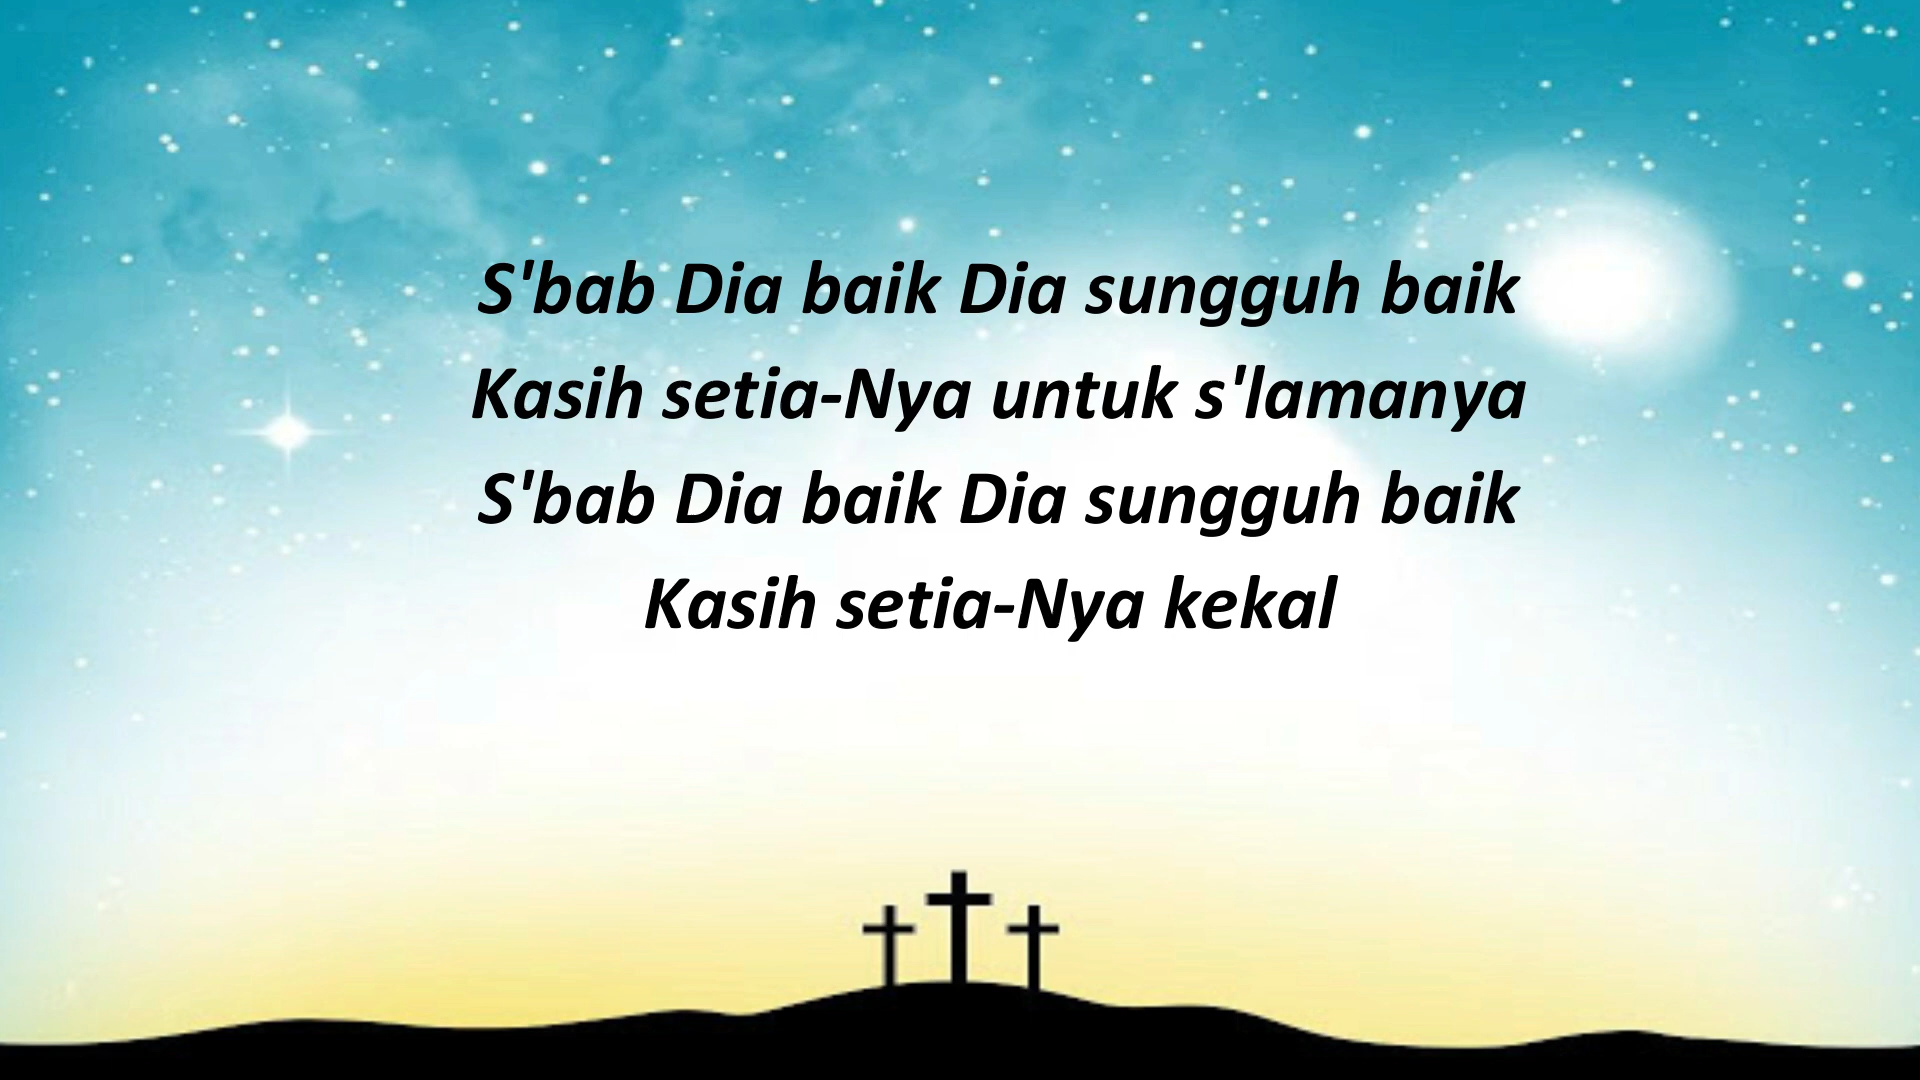 S'bab Dia baik Dia sungguh baik
Kasih setia-Nya untuk s'lamanya
S'bab Dia baik Dia sungguh baik
Kasih setia-Nya kekal